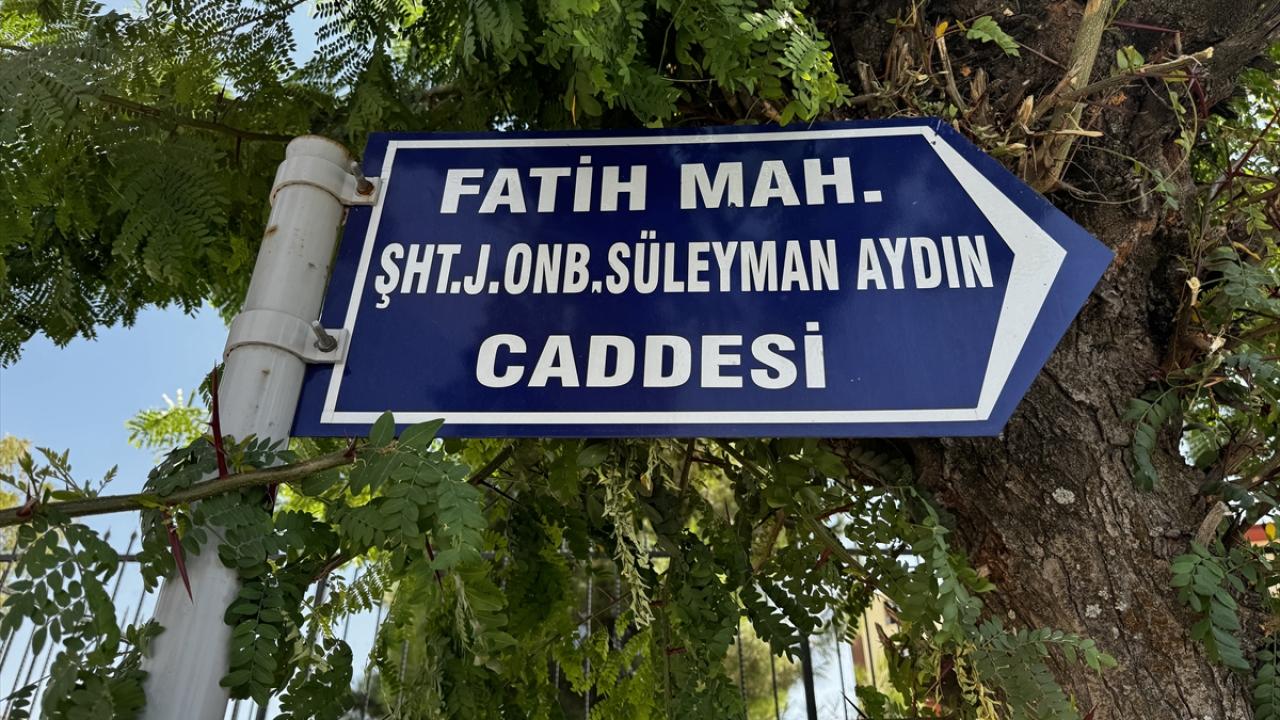 FATİH MAH.
ŞHT.J.ONB.SÜLEYMAN AYDIN
CADDESİ